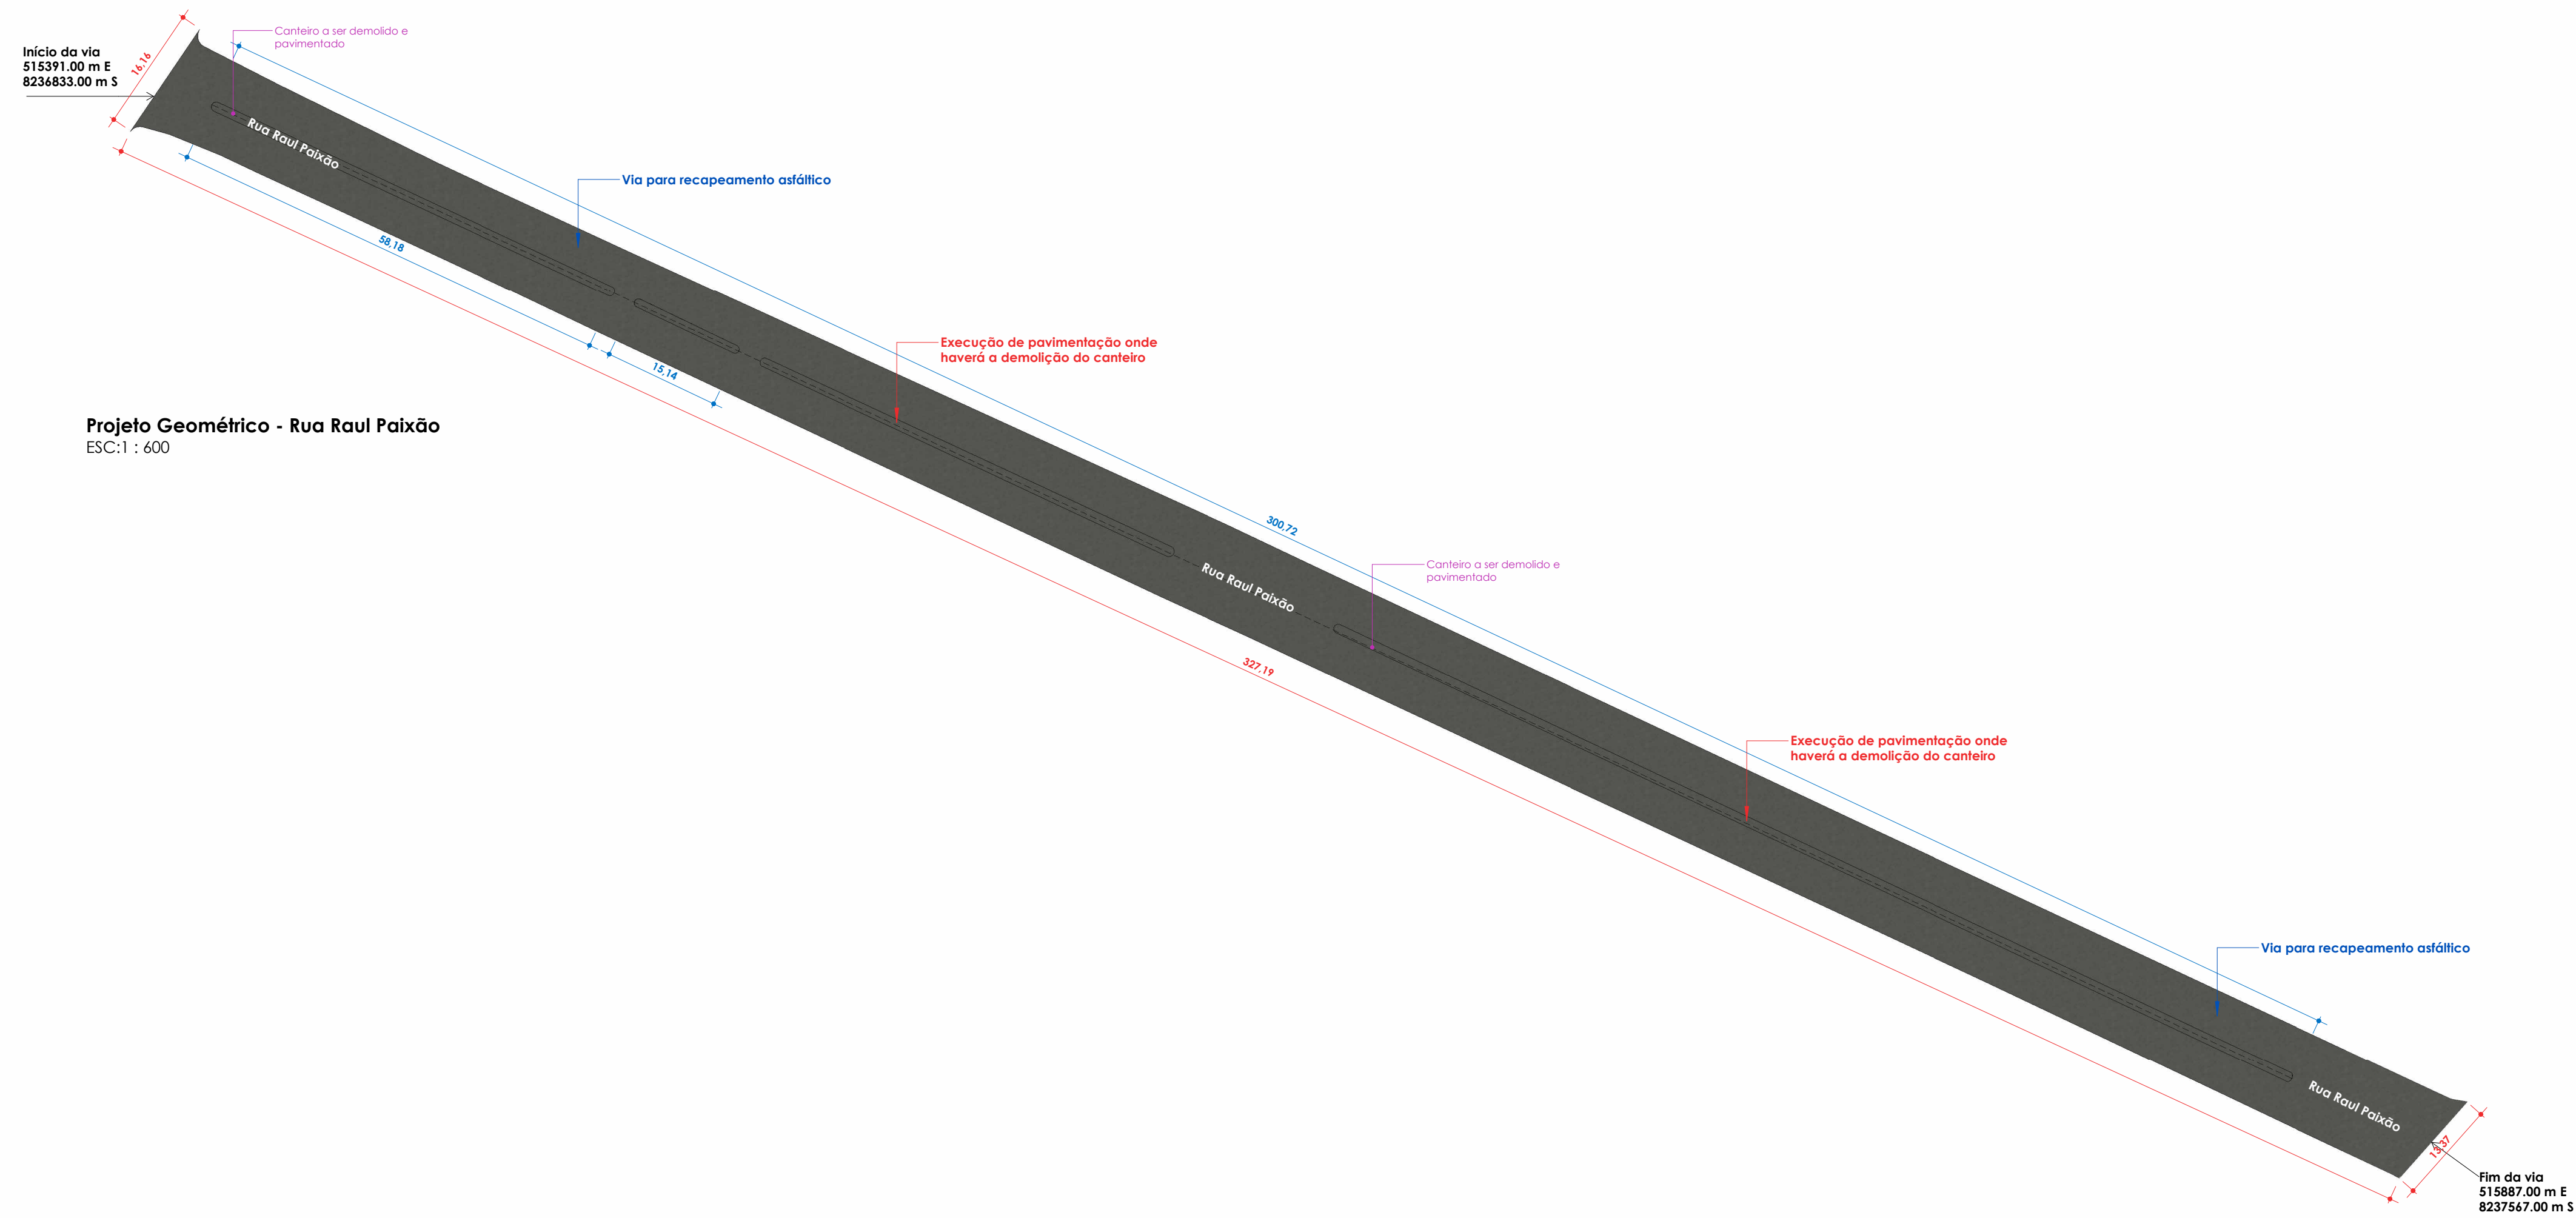 Canteiro a ser demolido e
pavimentado
Início da via
515391.00 m E
8236833.00 m S
16,16
Rua Raul Paixão
Via para recapeamento asfáltico
58,18
Execução de pavimentação onde
haverá a demolição do canteiro
15,14
Projeto Geométrico - Rua Raul Paixão
ESC:1 : 600
300,72
Canteiro a ser demolido e
pavimentado
Rua Raul Paixão
327,19
Execução de pavimentação onde
haverá a demolição do canteiro
Via para recapeamento asfáltico
Rua Raul Paixão
13,37
Fim da via
515887.00 m E
8237567.00 m S